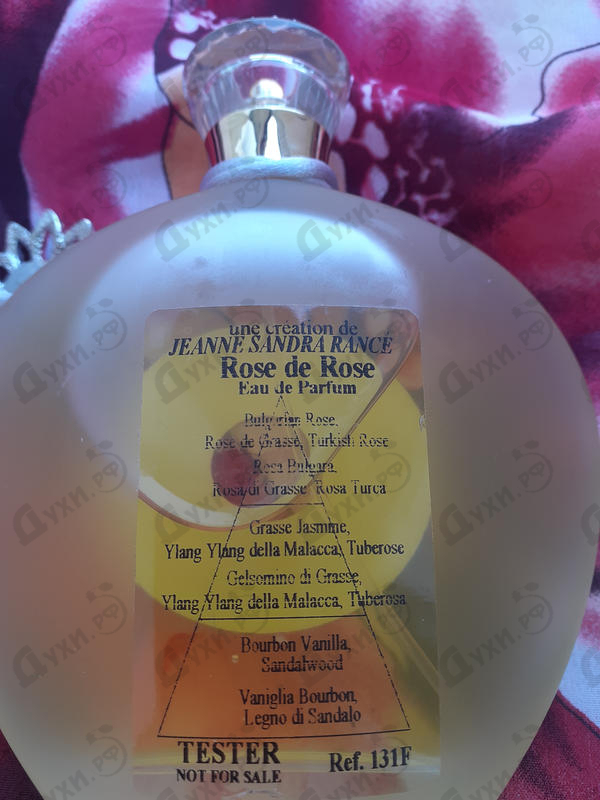 une création de
JEANNE SANDRA RANCÉ
Rose de Rose
Eau de Parfum
Bulgarian Rose,
Rose de Grasse, Turkish Rose
Rosa Bulgara,
Rosa di Grasse, Rosa Turca
Grasse Jasmine,
Ylang Ylang della Malacca, Tuberose
Gelsomino di Grasse,
Ylang Ylang della Malacca, Tuberosa
Bourbon Vanilla,
Sandalwood
Vaniglia Bourbon,
Legno di Sandalo
TESTER
NOT FOR SALE
Ref. 131F
Духи.РФ